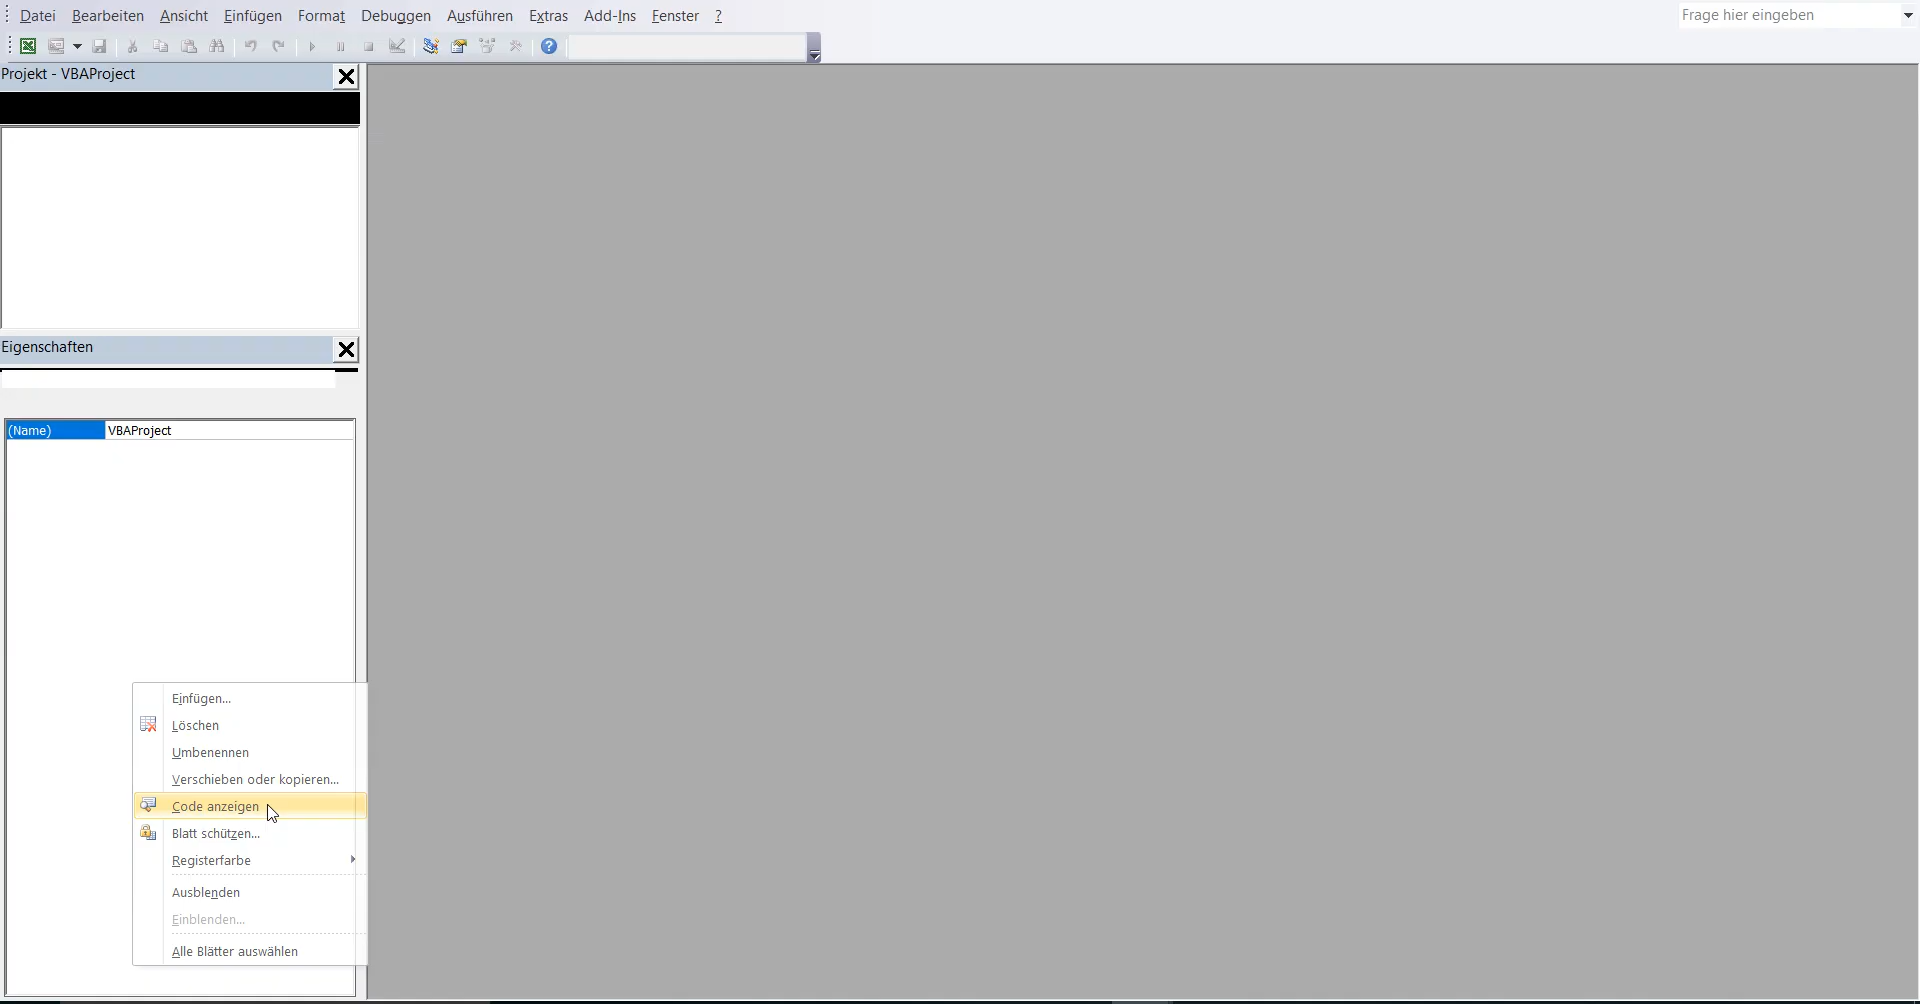 Datei Bearbeiten Ansicht Einfügen Format Debuggen Ausführen Extras Add-Ins Fenster ? Frage hier eingeben
Projekt - VBAProject
Eigenschaften
(Name) VBAProject
Einfügen...
Löschen
Umbenennen
Verschieben oder kopieren...
Code anzeigen
Blatt schützen...
Registerfarbe
Ausblenden
Einblenden...
Alle Blätter auswählen